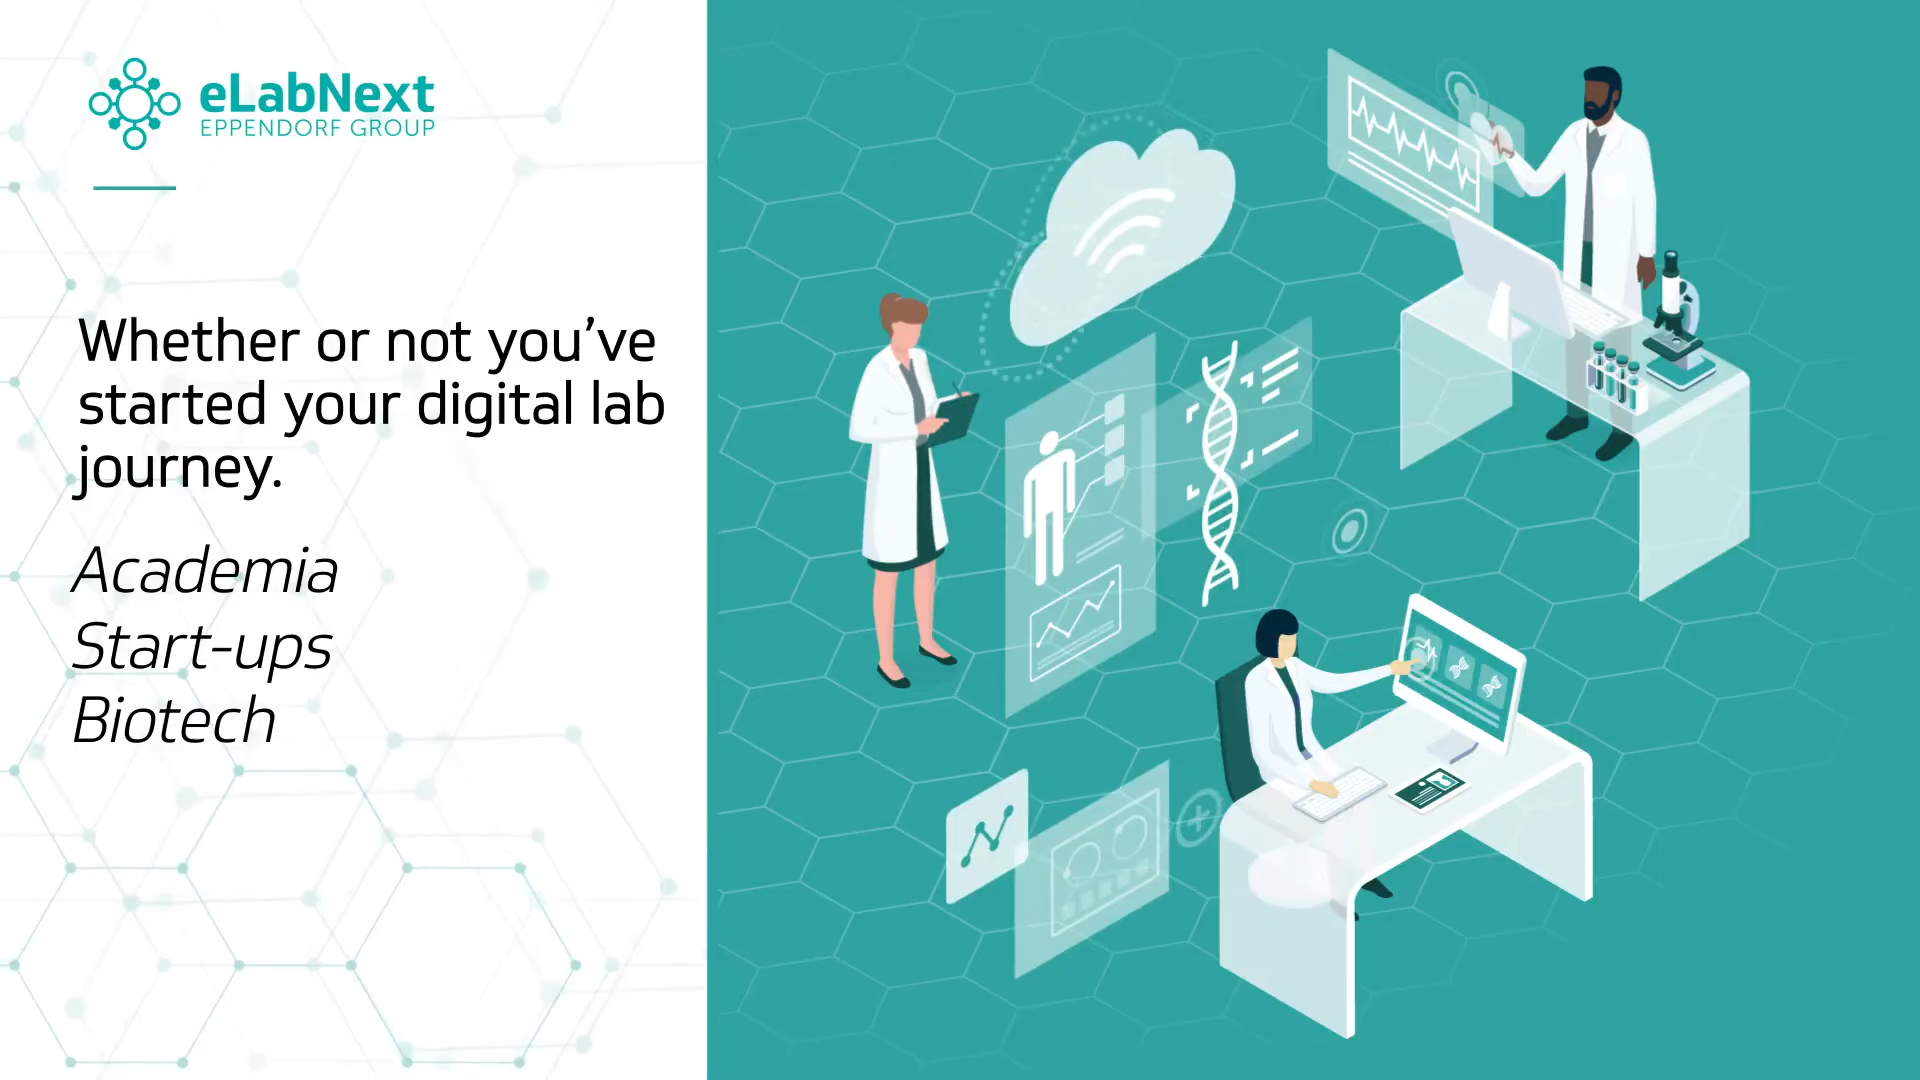 eLabNext
EPPENDORF GROUP
Whether or not you’ve
started your digital lab
journey.
Academia
Start-ups
Biotech